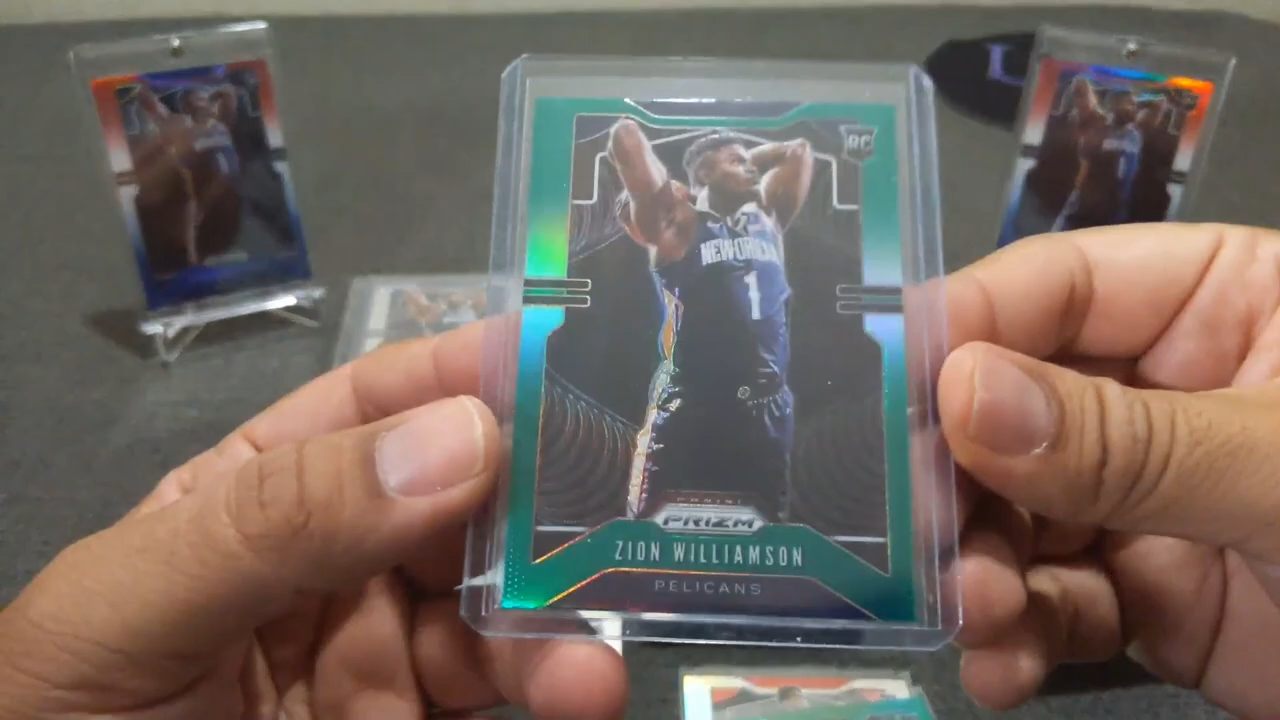 RC
NEW ORLEANS
1
PANINI
PRIZM
ZION WILLIAMSON
PELICANS